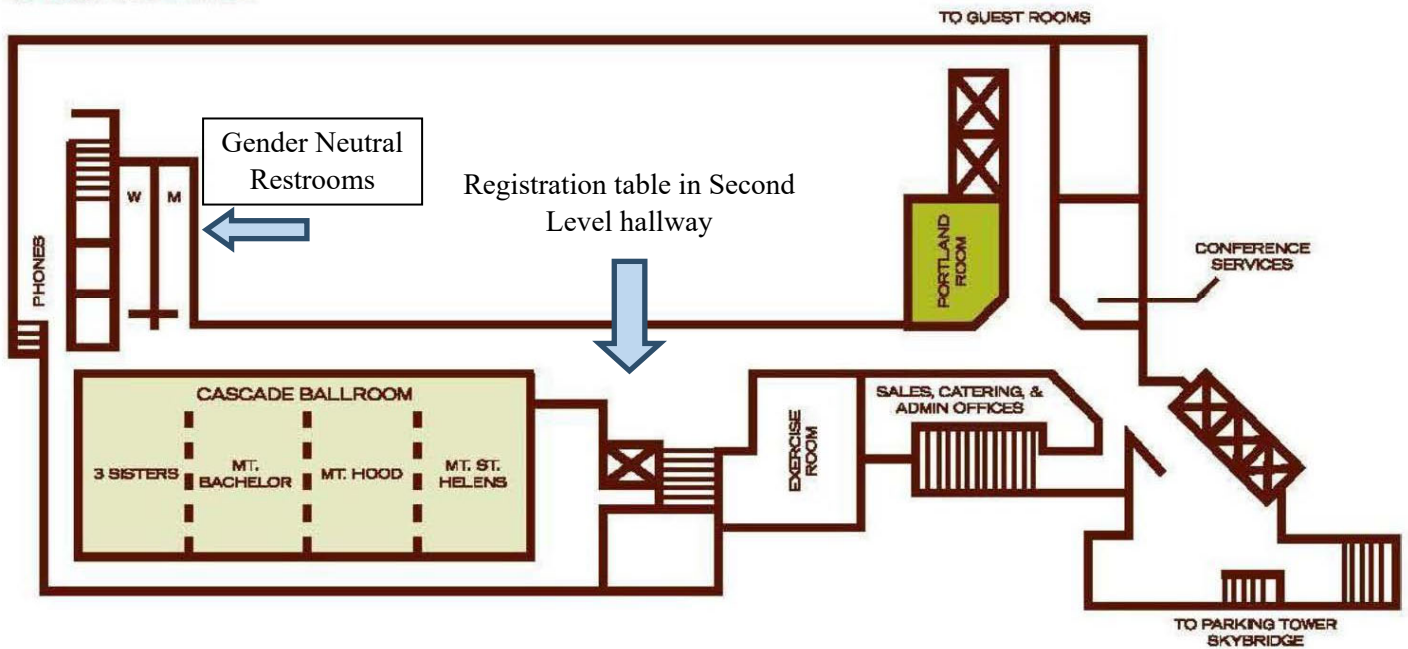 TO GUEST ROOMS
Gender Neutral
Restrooms
W
M
Registration table in Second
Level hallway
PHONES
PORTLAND
ROOM
CONFERENCE
SERVICES
CASCADE BALLROOM
3 SISTERS
MT.
BACHELOR
MT. HOOD
MT. ST.
HELENS
EXERCISE
ROOM
SALES, CATERING, &
ADMIN OFFICES
TO PARKING TOWER
SKYBRIDGE